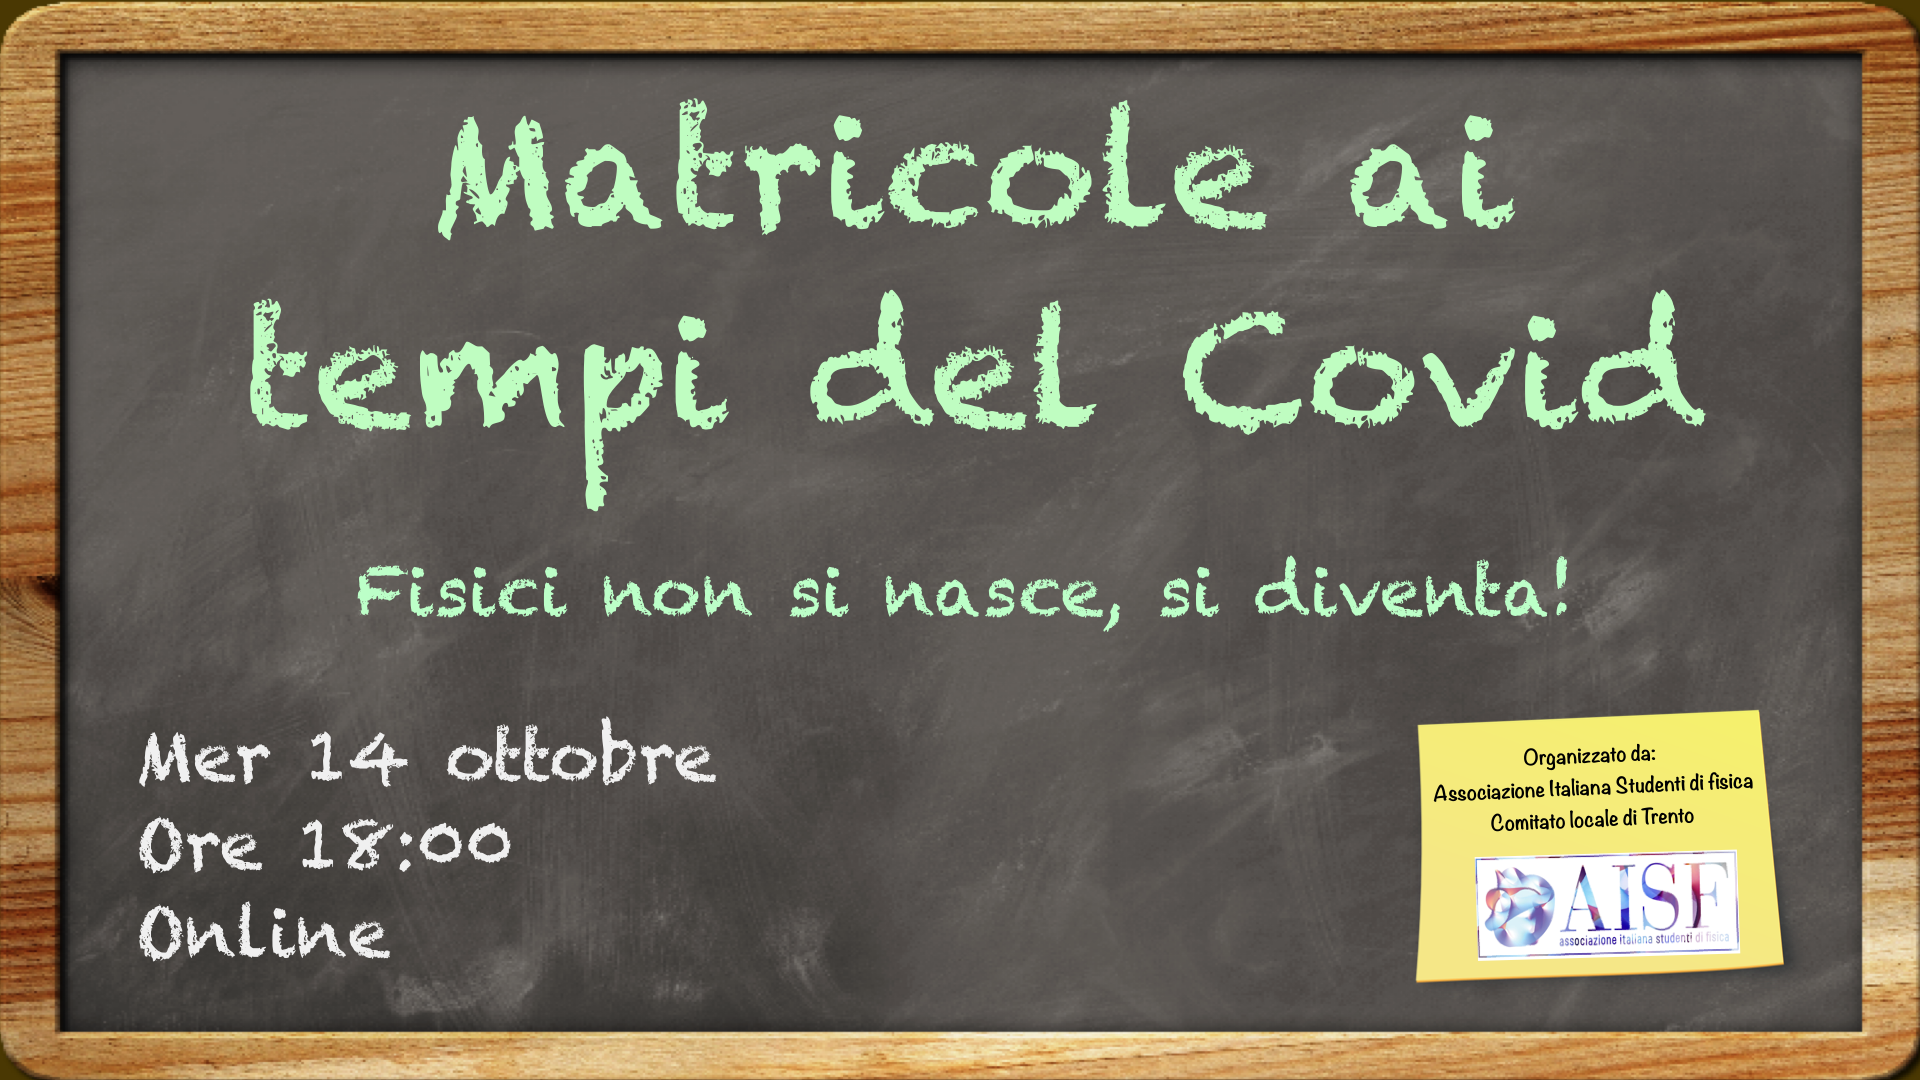 Matricole ai
tempi del Covid
Fisici non si nasce, si diventa!
Mer 14 ottobre
Ore 18:00
Online
Organizzato da:
Associazione Italiana Studenti di fisica
Comitato locale di Trento
AISF
associazione italiana studenti di fisica